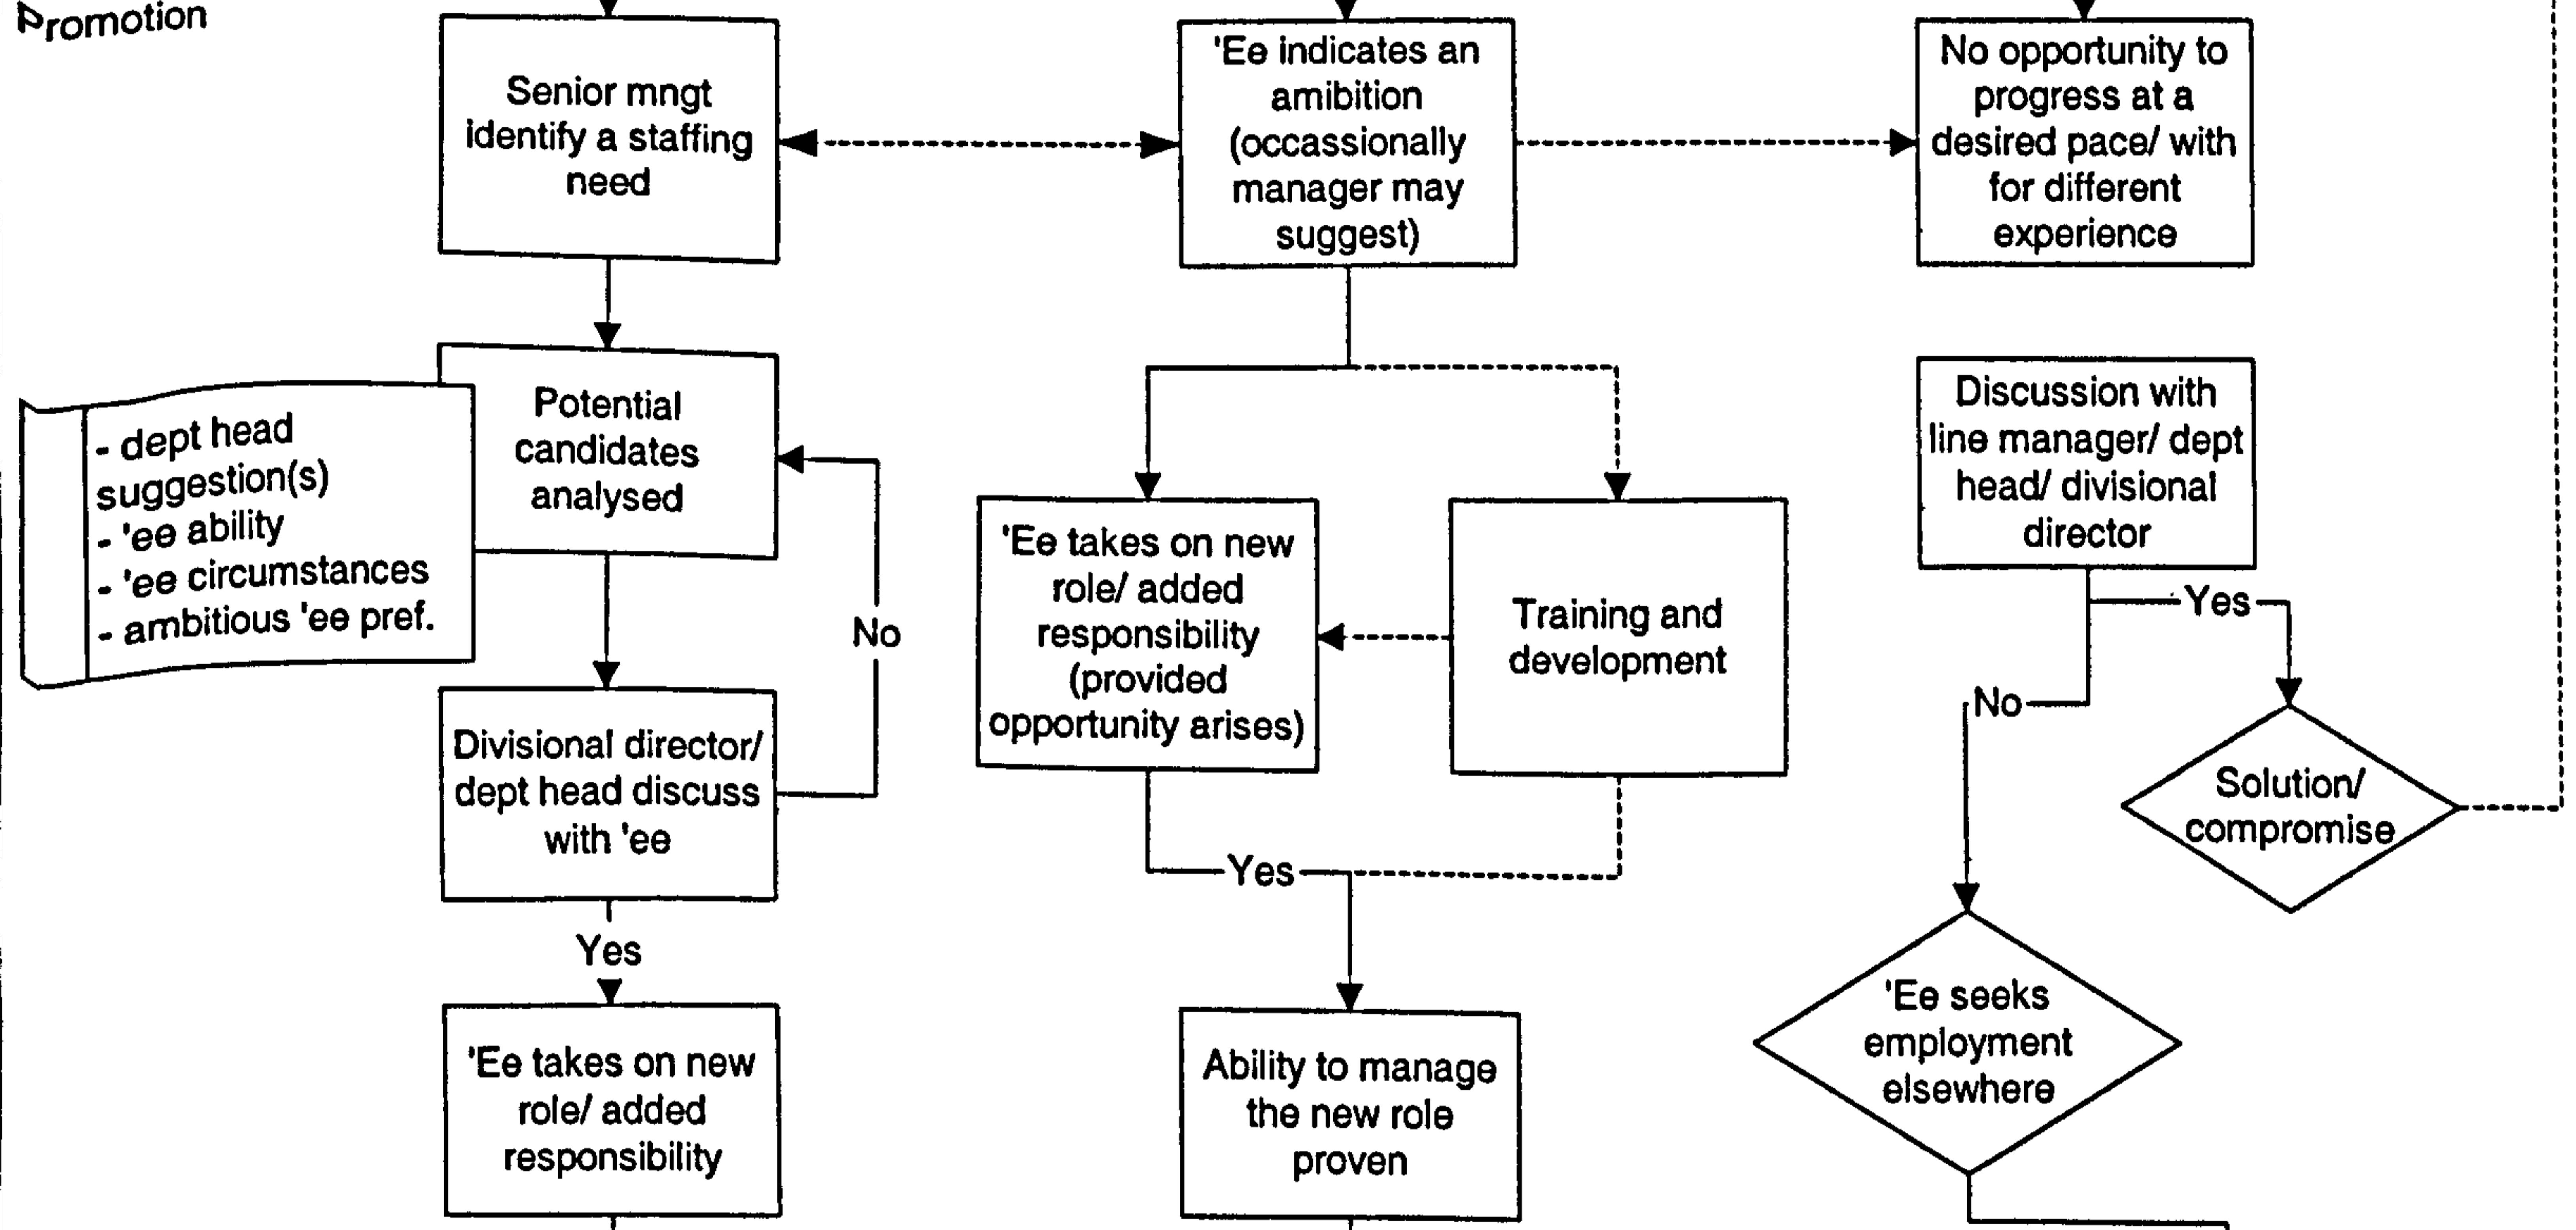 Promotion
Senior mngt
identify a staffing
need
'Ee indicates an
amibition
(occassionally
manager may
suggest)
No opportunity to
progress at a
desired pace/ with
for different
experience
Potential
candidates
analysed
- dept head
suggestion(s)
- 'ee ability
- 'ee circumstances
- ambitious 'ee pref.
No
Divisional director/
dept head discuss
with 'ee
Yes
'Ee takes on new
role/ added
responsibility
'Ee takes on new
role/ added
responsibility
(provided
opportunity arises)
Training and
development
Yes
Ability to manage
the new role
proven
Discussion with
line manager/ dept
head/ divisional
director
Yes
No
Solution/
compromise
'Ee seeks
employment
elsewhere